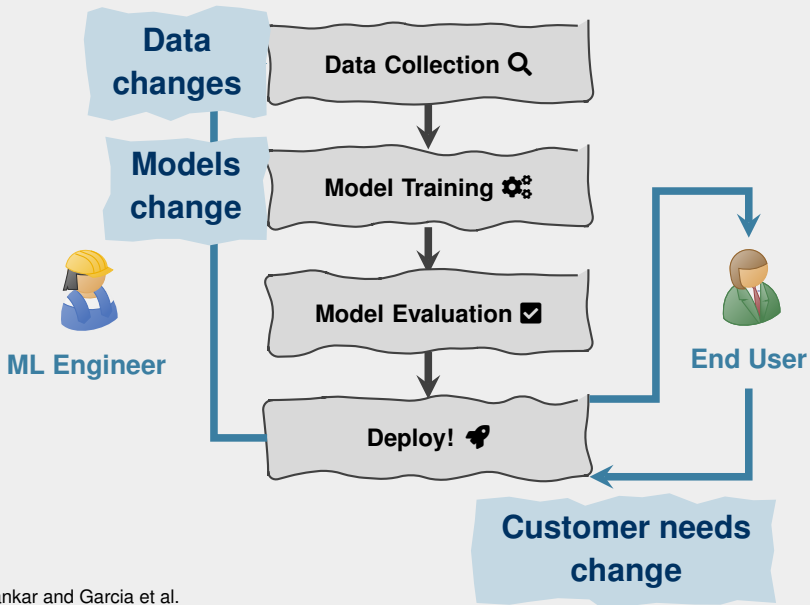 Data
changes
Data Collection
Models
change
Model Training
ML Engineer
Model Evaluation
End User
Deploy!
Customer needs
change
and Garcia et al.